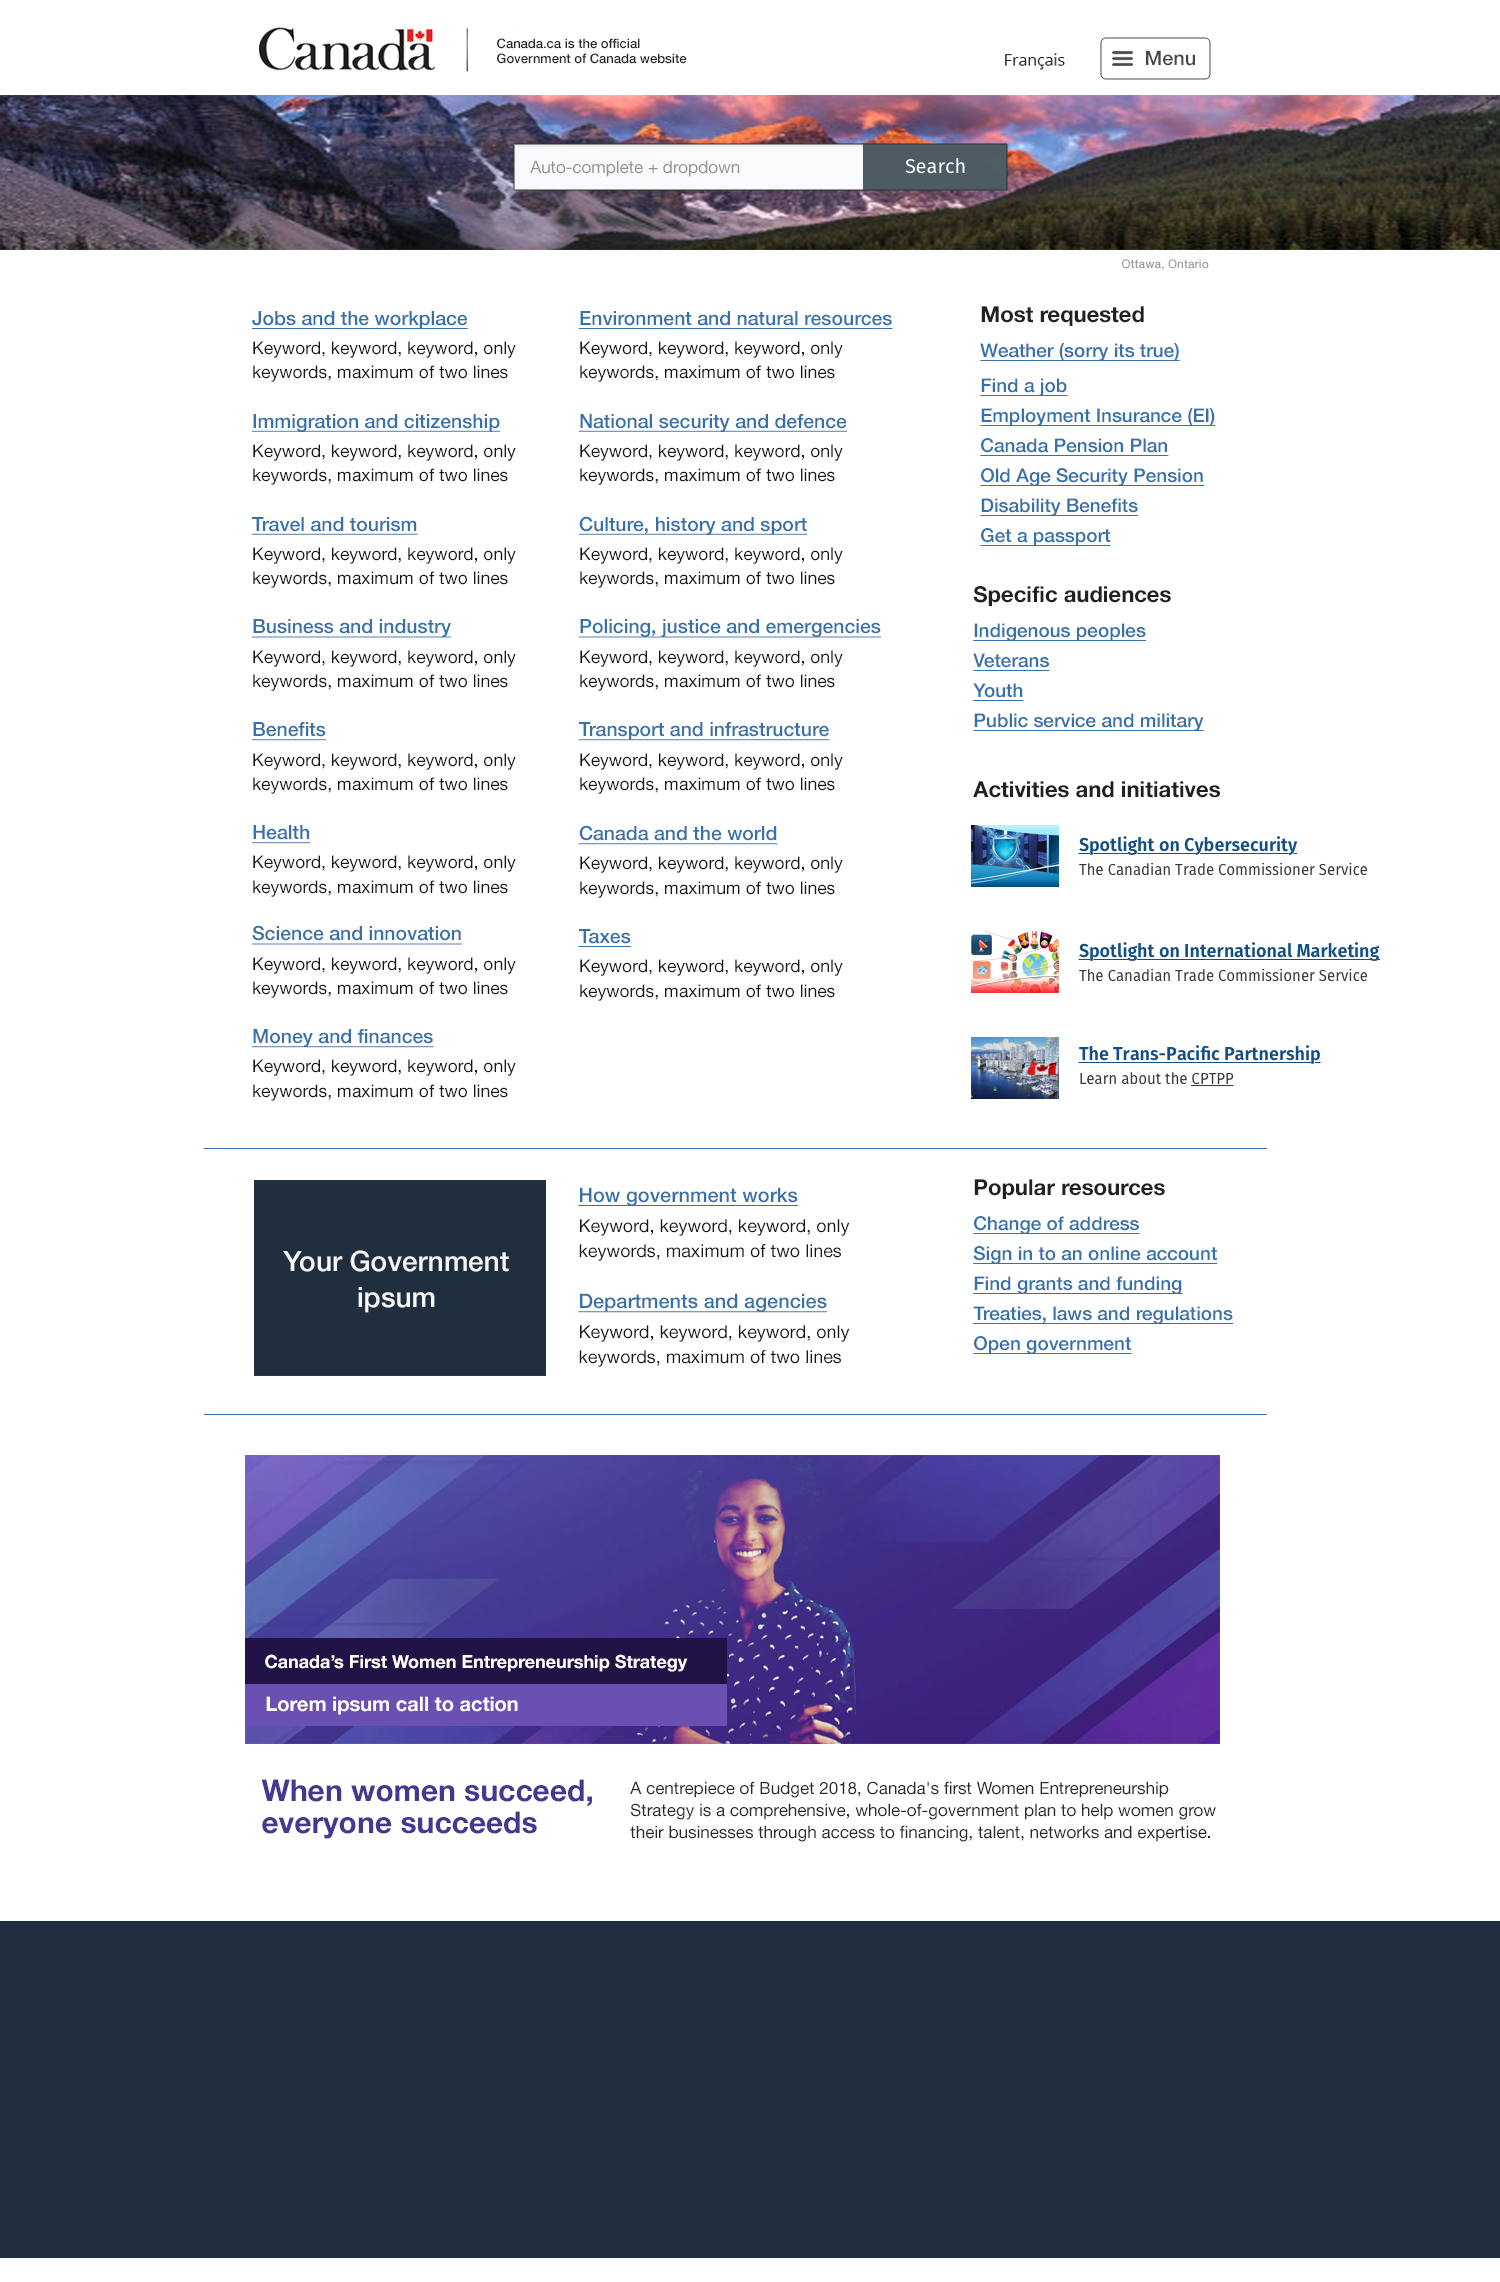 Canada
Canada.ca is the official
Government of Canada website
Français
Menu
Auto-complete + dropdown
Search
Ottawa, Ontario
Jobs and the workplace
Keyword, keyword, keyword, only
keywords, maximum of two lines
Immigration and citizenship
Keyword, keyword, keyword, only
keywords, maximum of two lines
Travel and tourism
Keyword, keyword, keyword, only
keywords, maximum of two lines
Business and industry
Keyword, keyword, keyword, only
keywords, maximum of two lines
Benefits
Keyword, keyword, keyword, only
keywords, maximum of two lines
Health
Keyword, keyword, keyword, only
keywords, maximum of two lines
Science and innovation
Keyword, keyword, keyword, only
keywords, maximum of two lines
Money and finances
Keyword, keyword, keyword, only
keywords, maximum of two lines
Environment and natural resources
Keyword, keyword, keyword, only
keywords, maximum of two lines
National security and defence
Keyword, keyword, keyword, only
keywords, maximum of two lines
Culture, history and sport
Keyword, keyword, keyword, only
keywords, maximum of two lines
Policing, justice and emergencies
Keyword, keyword, keyword, only
keywords, maximum of two lines
Transport and infrastructure
Keyword, keyword, keyword, only
keywords, maximum of two lines
Canada and the world
Keyword, keyword, keyword, only
keywords, maximum of two lines
Taxes
Keyword, keyword, keyword, only
keywords, maximum of two lines
Most requested
Weather (sorry its true)
Find a job
Employment Insurance (EI)
Canada Pension Plan
Old Age Security Pension
Disability Benefits
Get a passport
Specific audiences
Indigenous peoples
Veterans
Youth
Public service and military
Activities and initiatives
Spotlight on Cybersecurity
The Canadian Trade Commissioner Service
Spotlight on International Marketing
The Canadian Trade Commissioner Service
The Trans-Pacific Partnership
Learn about the CPTPP
Your Government
ipsum
How government works
Keyword, keyword, keyword, only
keywords, maximum of two lines
Departments and agencies
Keyword, keyword, keyword, only
keywords, maximum of two lines
Popular resources
Change of address
Sign in to an online account
Find grants and funding
Treaties, laws and regulations
Open government
Canada's First Women Entrepreneurship Strategy
Lorem ipsum call to action
When women succeed,
everyone succeeds
A centrepiece of Budget 2018, Canada's first Women Entrepreneurship
Strategy is a comprehensive, whole-of-government plan to help women grow
their businesses through access to financing, talent, networks and expertise.